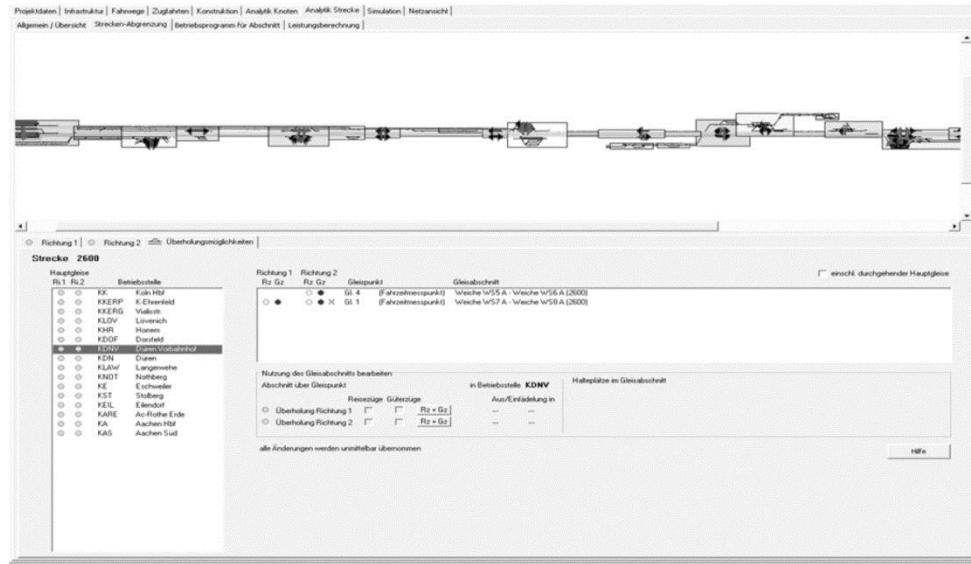 Projektdaten Infrastruktur Fahrwege Zugfahrten Konstruktion Analytik Knoten Analytik Strecke Simulation Netzansicht
Allgemein / Übersicht Strecken-Abgrenzung Betriebsprogramm für Abschnitt Leistungsberechnung
Richtung 1 Richtung 2 Überholungsmöglichkeiten
Strecke 2600
Hauptgleise
Ri.1 Ri.2 Betriebsstelle
KK Köln Hbf
KKERP K-Ehrenfeld
KKERG Vialisstr.
KLOV Lövenich
KHR Horrem
KDOF Dorsfeld
KDNV Düren Vorbahnhof
KDN Düren
KLAW Langerwehe
KNOT Nothberg
KE Eschweiler
KST Stolberg
KEIL Eilendorf
KARE Ac-Rothe Erde
KA Aachen Hbf
KAS Aachen Süd
Richtung 1 Richtung 2
Rz Gz Rz Gz Gleispunkt Gleisabschnitt
einschl. durchgehender Hauptgleise
Gl. 4 (Fahrzeitmesspunkt) Weiche W55 A - Weiche W56 A (2600)
Gl. 1 (Fahrzeitmesspunkt) Weiche W57 A - Weiche W58 A (2600)
Nutzung des Gleisabschnitts bearbeiten
Abschnitt über Gleispunkt in Betriebsstelle KDNV
Halteplätze im Gleisabschnitt
Reisezüge Güterzüge Aus/Einfädelung in
Überholung Richtung 1 Rz + Gz --- ---
Überholung Richtung 2 Rz + Gz --- ---
alle Änderungen werden unmittelbar übernommen
Hilfe